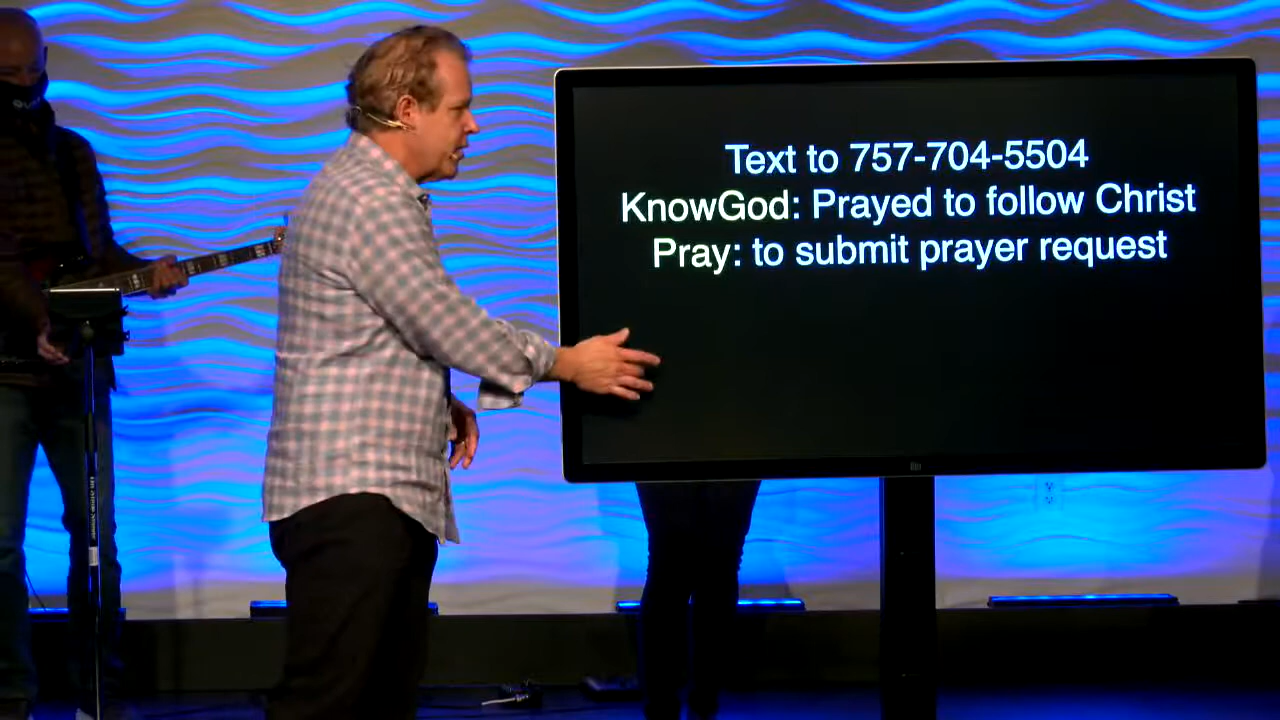 Text to 757-704-5504
KnowGod: Prayed to follow Christ
Pray: to submit prayer request